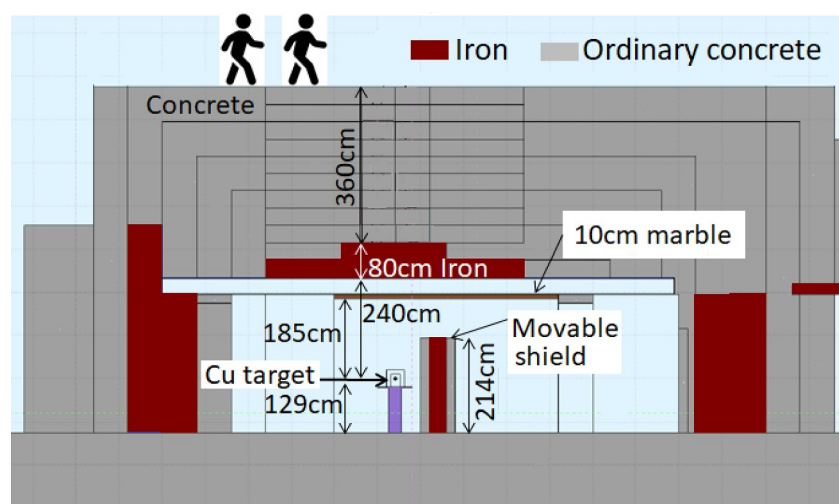 Iron
Ordinary concrete
Concrete
360cm
10cm marble
80cm Iron
240cm
185cm
Movable
shield
Cu target
214cm
129cm